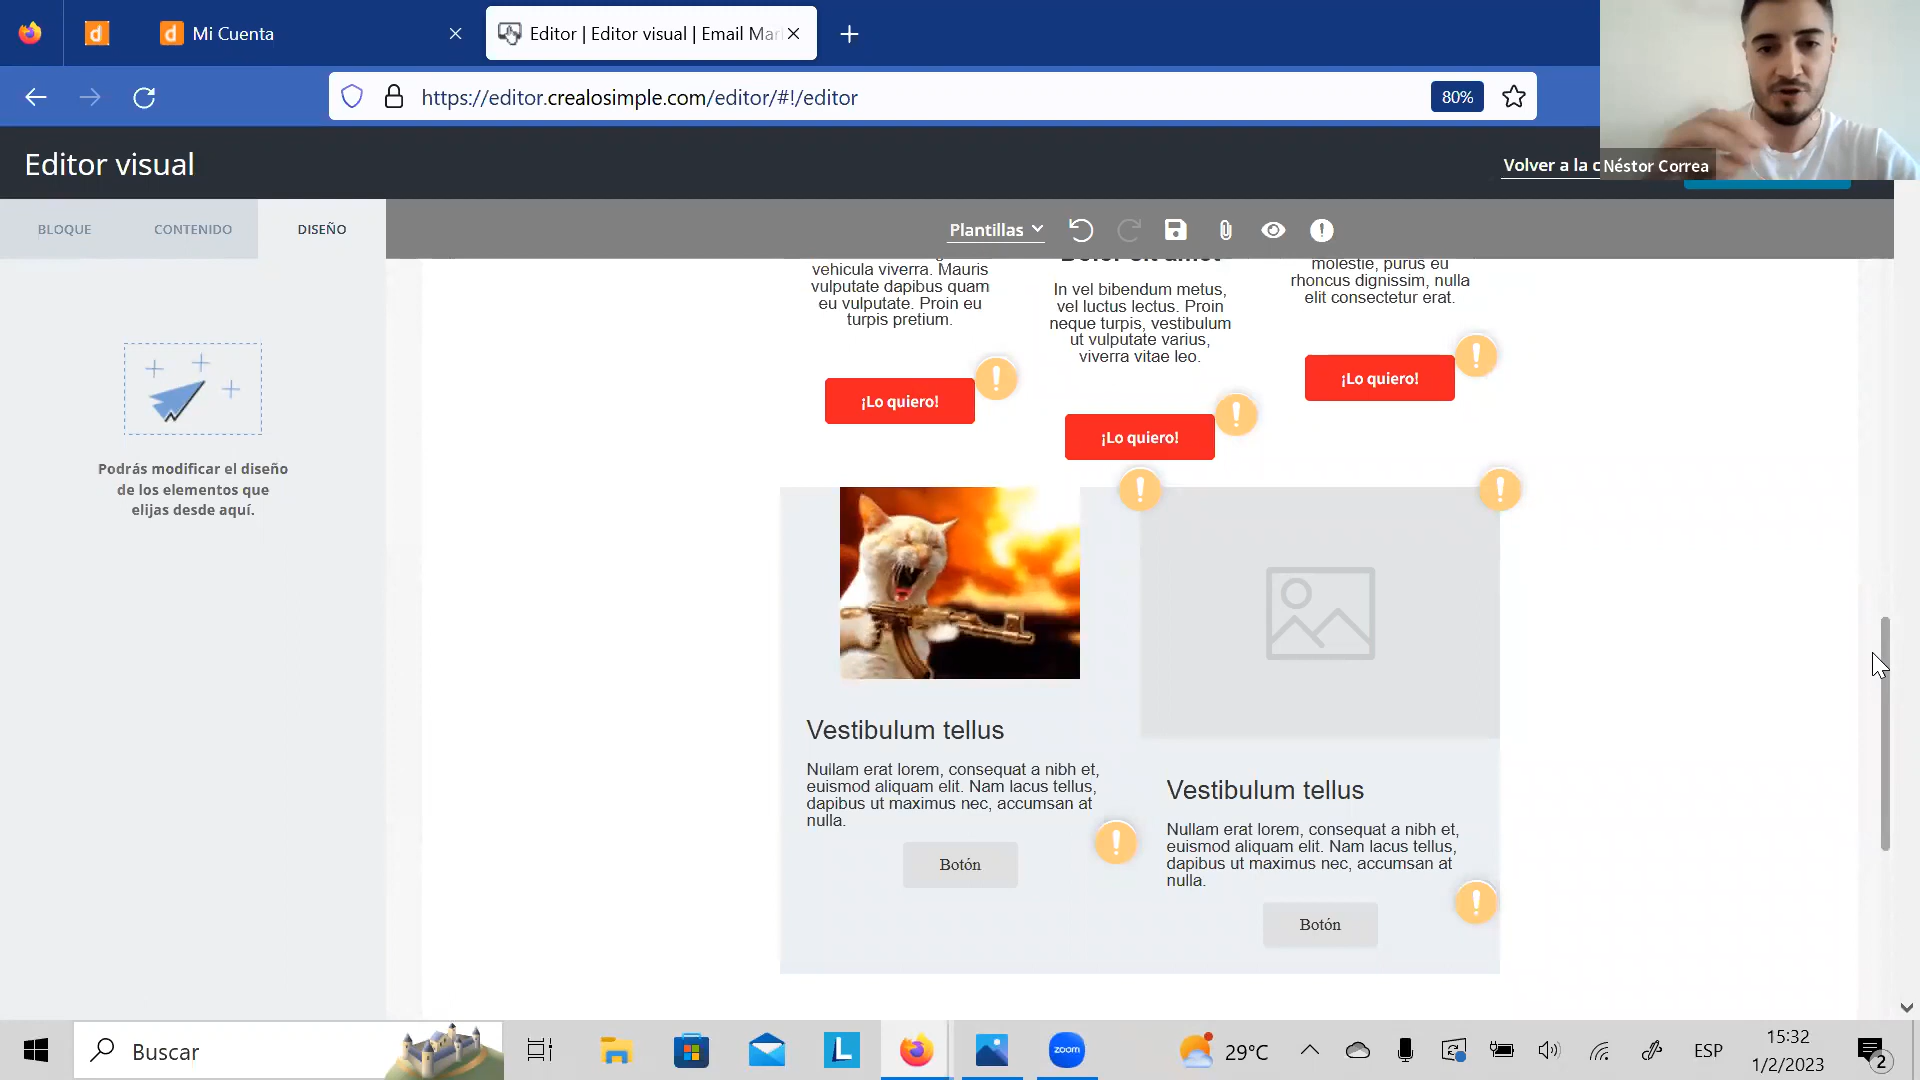 Mi Cuenta
Editor | Editor visual | Email Mar
https://editor.crealosimple.com/editor/#!/editor
80%
Editor visual
Volver a la c
Néstor Correa
BLOQUE
CONTENIDO
DISEÑO
Plantillas
Podrás modificar el diseño
de los elementos que
elijas desde aquí.
vehicula viverra. Mauris
vulputate dapibus quam
eu vulputate. Proin eu
turpis pretium.
¡Lo quiero!
Dolor sit amet
In vel bibendum metus,
vel luctus lectus. Proin
neque turpis, vestibulum
ut vulputate varius,
viverra vitae leo.
¡Lo quiero!
molestie, purus eu
rhoncus dignissim, nulla
elit consectetur erat.
¡Lo quiero!
Vestibulum tellus
Nullam erat lorem, consequat a nibh et,
euismod aliquam elit. Nam lacus tellus,
dapibus ut maximus nec, accumsan at
nulla.
Botón
Vestibulum tellus
Nullam erat lorem, consequat a nibh et,
euismod aliquam elit. Nam lacus tellus,
dapibus ut maximus nec, accumsan at
nulla.
Botón
Buscar
L
zoom
29°C
ESP
15:32
1/2/2023
2